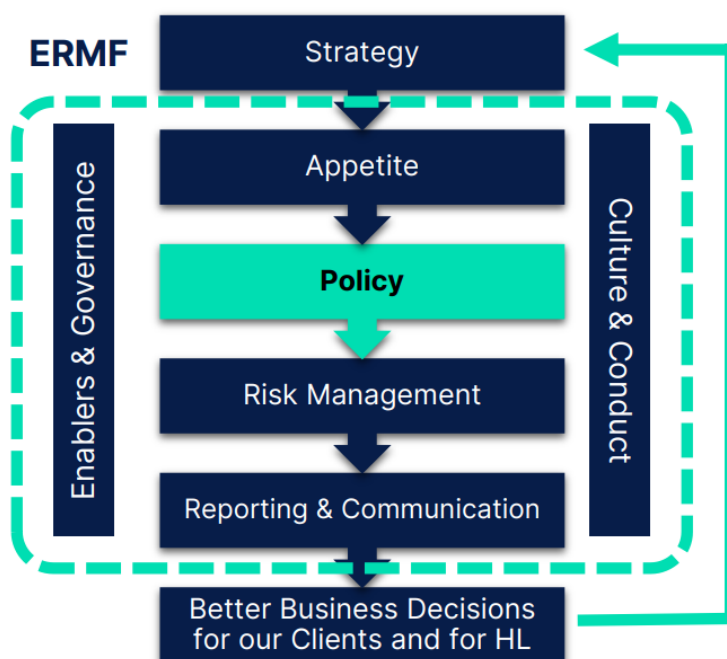 ERMF
Strategy
Appetite
Policy
Risk Management
Reporting & Communication
Better Business Decisions
for our Clients and for HL
Enablers & Governance
Culture & Conduct